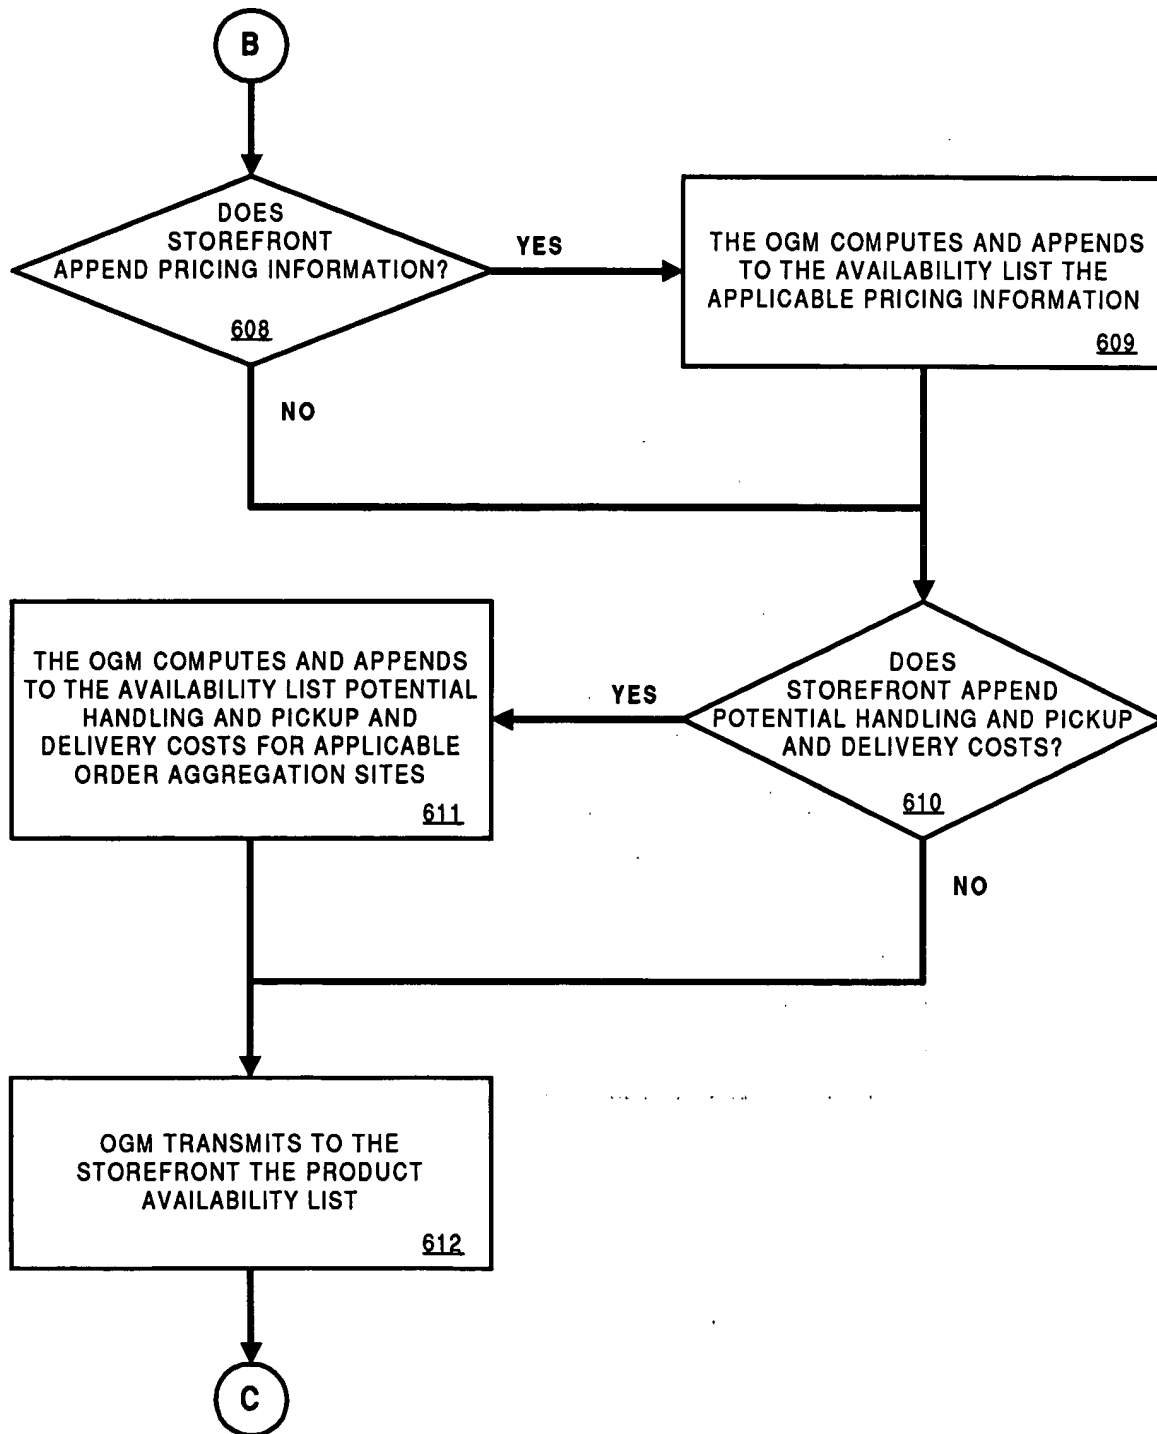 B
DOES
STOREFRONT
APPEND PRICING INFORMATION?
608
YES
NO
THE OGM COMPUTES AND APPENDS
TO THE AVAILABILITY LIST THE
APPLICABLE PRICING INFORMATION
609
DOES
STOREFRONT APPEND
POTENTIAL HANDLING AND PICKUP
AND DELIVERY COSTS?
610
YES
NO
THE OGM COMPUTES AND APPENDS
TO THE AVAILABILITY LIST POTENTIAL
HANDLING AND PICKUP AND
DELIVERY COSTS FOR APPLICABLE
ORDER AGGREGATION SITES
611
OGM TRANSMITS TO THE
STOREFRONT THE PRODUCT
AVAILABILITY LIST
612
C